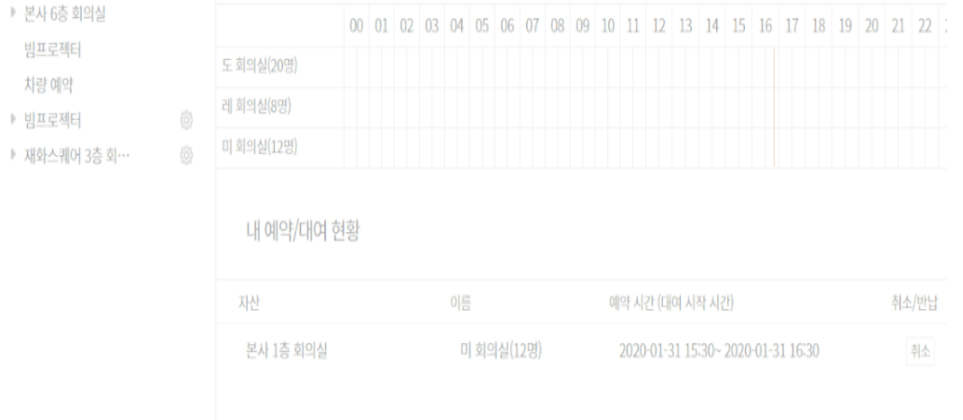 본사 6층 회의실
빔프로젝터
차량 예약
빔프로젝터
재화스퀘어 3층 회…
00 01 02 03 04 05 06 07 08 09 10 11 12 13 14 15 16 17 18 19 20 21 22
도 회의실(20명)
레 회의실(8명)
미 회의실(12명)
내 예약/대여 현황
자산 이름 예약 시간 (대여 시작 시간) 취소/반납
본사 1층 회의실 미 회의실(12명) 2020-01-31 15:30~ 2020-01-31 16:30 취소